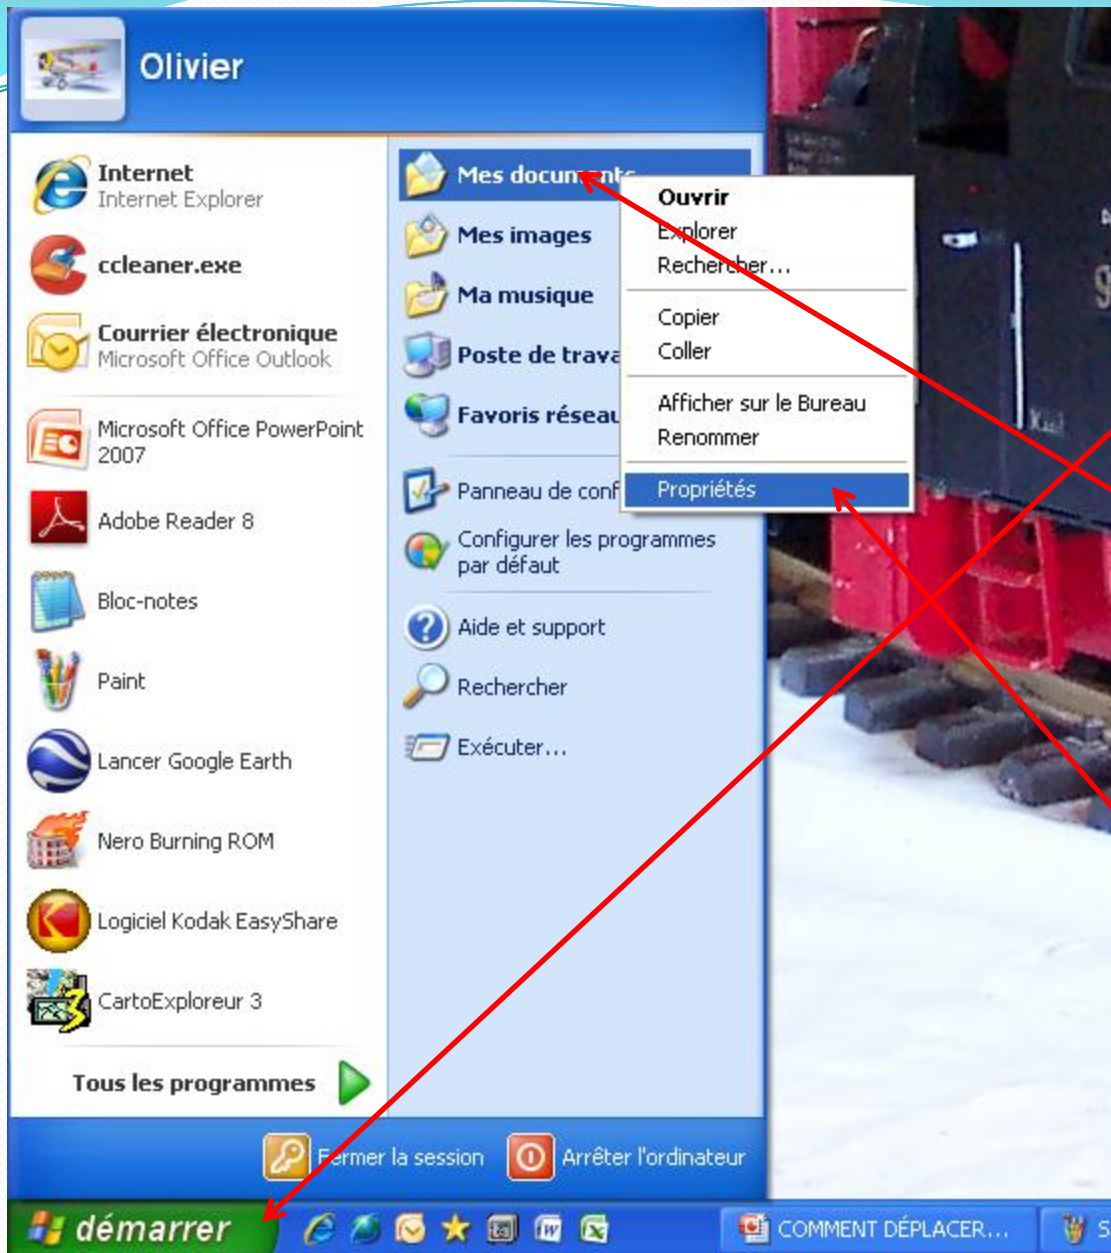 Olivier
Internet
Internet Explorer
ccleaner.exe
Courrier électronique
Microsoft Office Outlook
Microsoft Office PowerPoint
2007
Adobe Reader 8
Bloc-notes
Paint
Lancer Google Earth
Nero Burning ROM
Logiciel Kodak EasyShare
CartoExploreur 3
Tous les programmes
Mes documents
Mes images
Ma musique
Poste de trava
Favoris réseau
Panneau de conf
Configurer les programmes
par défaut
Aide et support
Rechercher
Exécuter...
Ouvrir
Explorer
Rechercher...
Copier
Coller
Afficher sur le Bureau
Renommer
Propriétés
Fermer la session
Arrêter l'ordinateur
démarrer
COMMENT DÉPLACER...